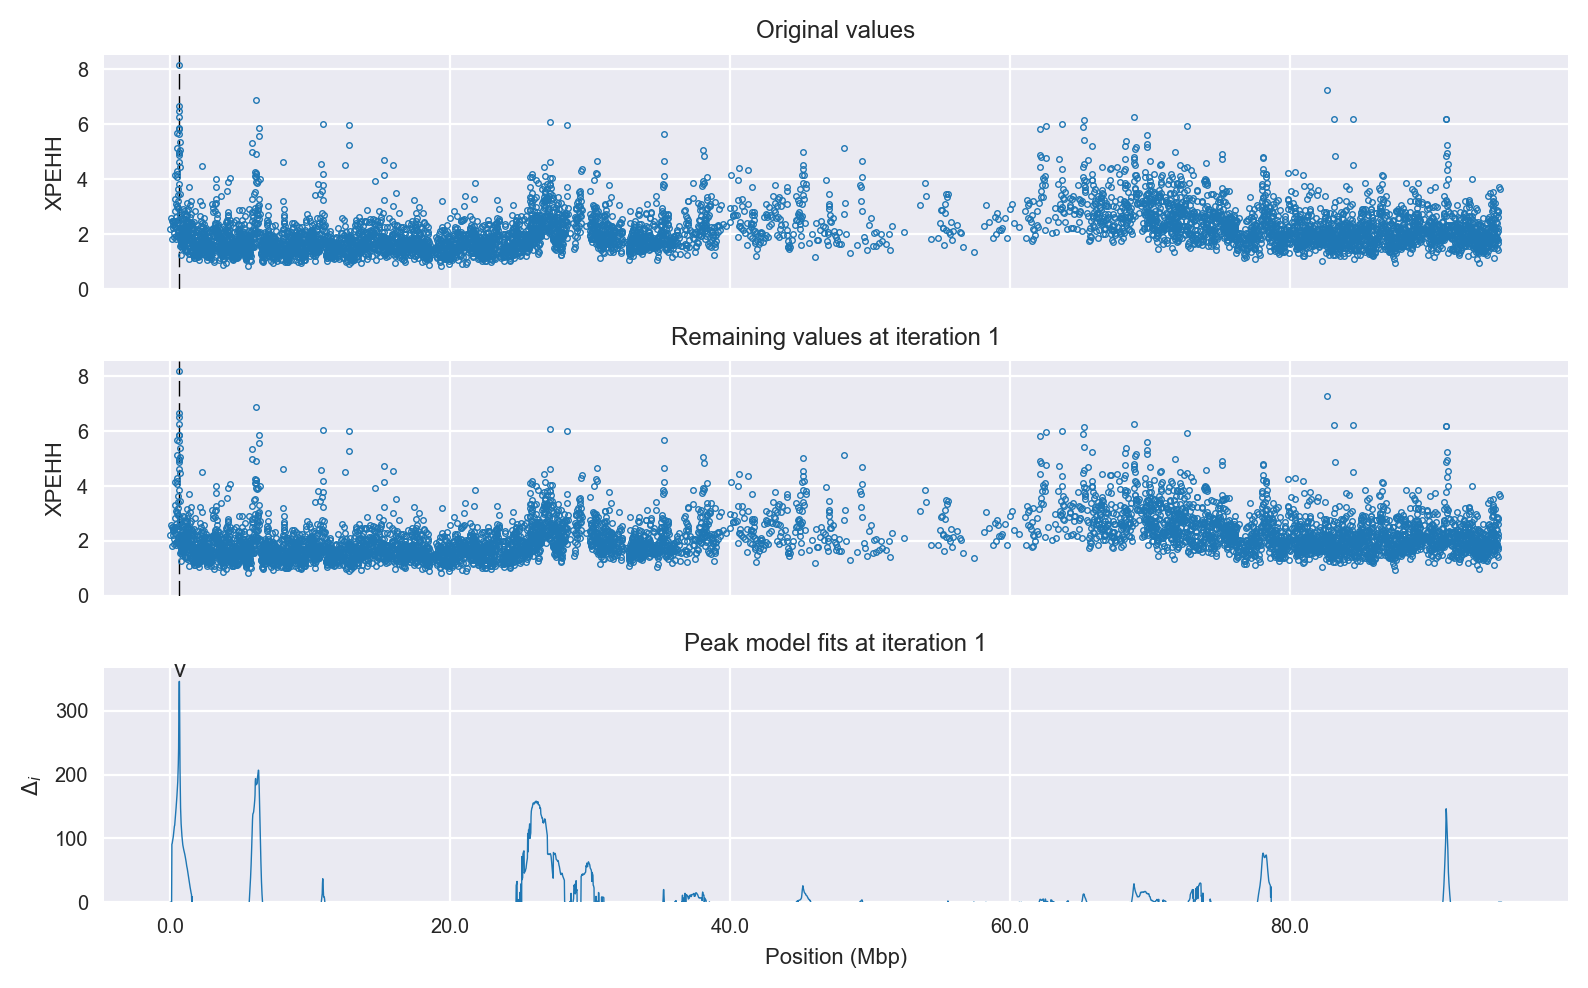 Original values
8
6
4
2
0
XPEHH
Remaining values at iteration 1
8
6
4
2
0
XPEHH
Peak model fits at iteration 1
v
300
200
100
0
Δi
0.0 20.0 40.0 60.0 80.0
Position (Mbp)